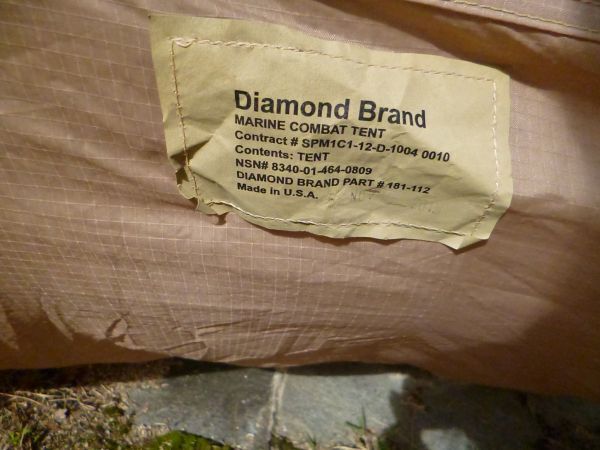 Diamond Brand
MARINE COMBAT TENT
Contract # SPM1C1-12-D-1004 0010
Contents: TENT
NSN# 8340-01-464-0809
DIAMOND BRAND PART # 181-112
Made in U.S.A.